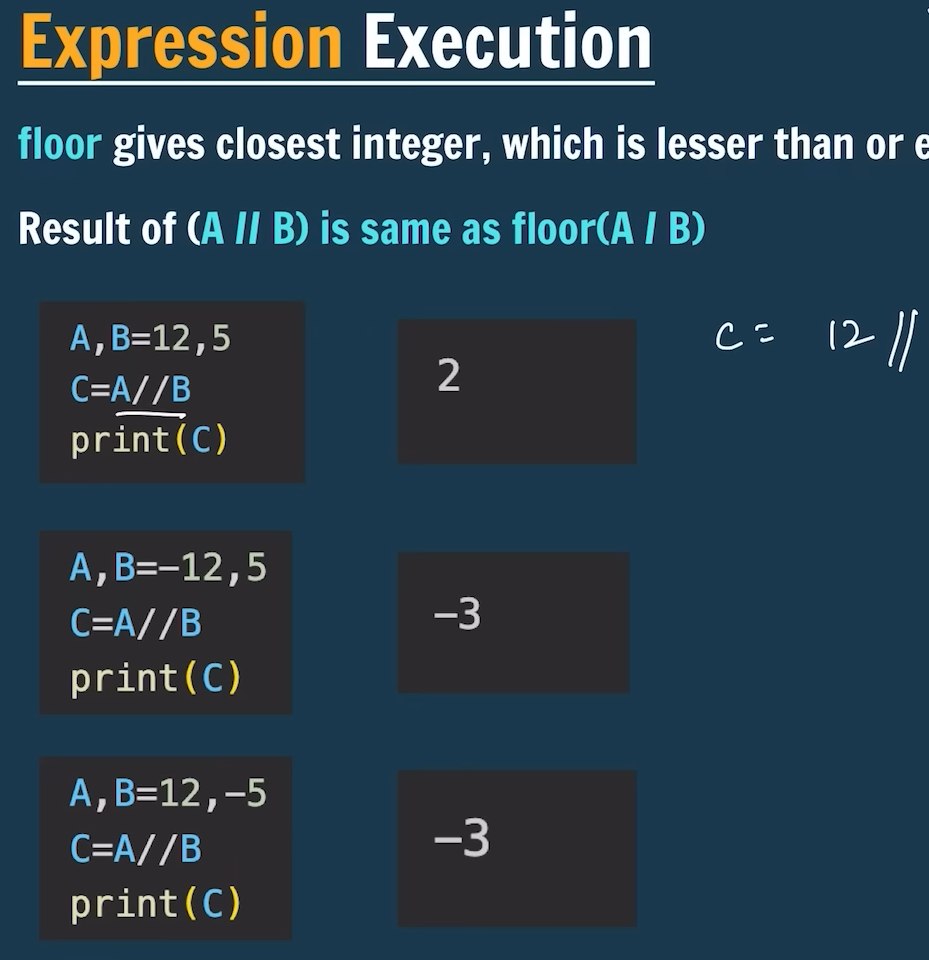 Expression Execution
floor gives closest integer, which is lesser than or
Result of (A // B) is same as floor(A / B)
A,B=12,5
C=A//B
print(C)
2
C = 12 //
A,B=-12,5
C=A//B
print(C)
-3
A,B=12,-5
C=A//B
print(C)
-3